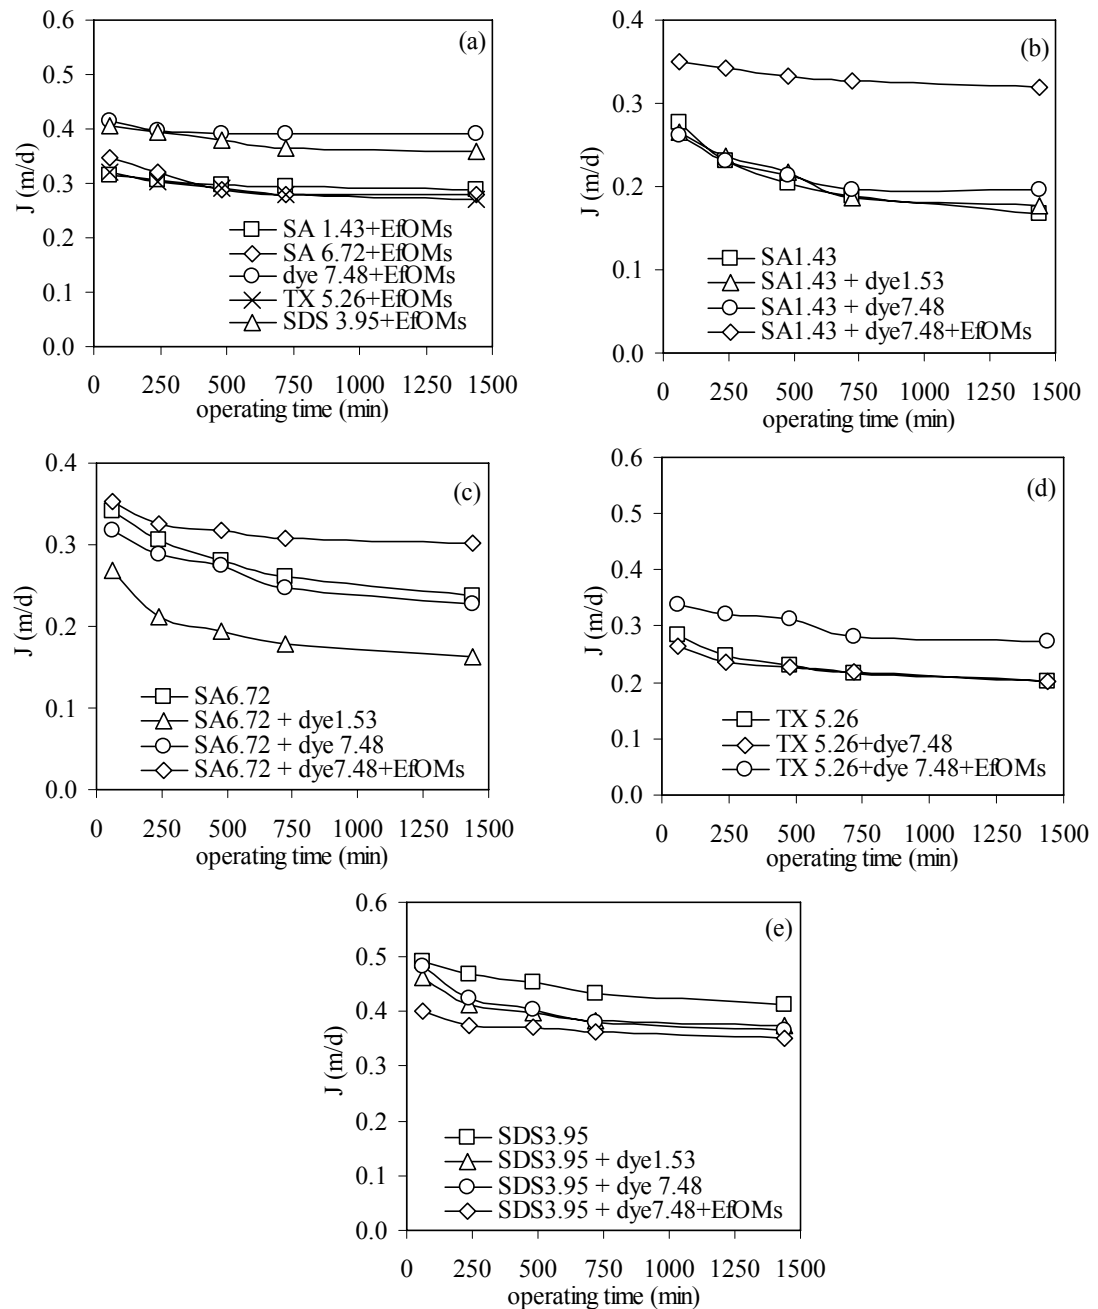 (a)
0.6
0.5
0.4
0.3
0.2
0.1
0.0
J (m/d)
SA 1.43+EfOMs
SA 6.72+EfOMs
dye 7.48+EfOMs
TX 5.26+EfOMs
SDS 3.95+EfOMs
0 250 500 750 1000 1250 1500
operating time (min)
(b)
0.4
0.3
0.2
0.1
0.0
J (m/d)
SA1.43
SA1.43 + dye1.53
SA1.43 + dye7.48
SA1.43 + dye7.48+EfOMs
0 250 500 750 1000 1250 1500
operating time (min)
(c)
0.4
0.3
0.2
0.1
0.0
J (m/d)
SA6.72
SA6.72 + dye1.53
SA6.72 + dye 7.48
SA6.72 + dye7.48+EfOMs
0 250 500 750 1000 1250 1500
operating time (min)
(d)
0.6
0.5
0.4
0.3
0.2
0.1
0.0
J (m/d)
TX 5.26
TX 5.26+dye7.48
TX 5.26+dye 7.48+EfOMs
0 250 500 750 1000 1250 1500
operating time (min)
(e)
0.6
0.5
0.4
0.3
0.2
0.1
0.0
J (m/d)
SDS3.95
SDS3.95 + dye1.53
SDS3.95 + dye 7.48
SDS3.95 + dye7.48+EfOMs
0 250 500 750 1000 1250 1500
operating time (min)